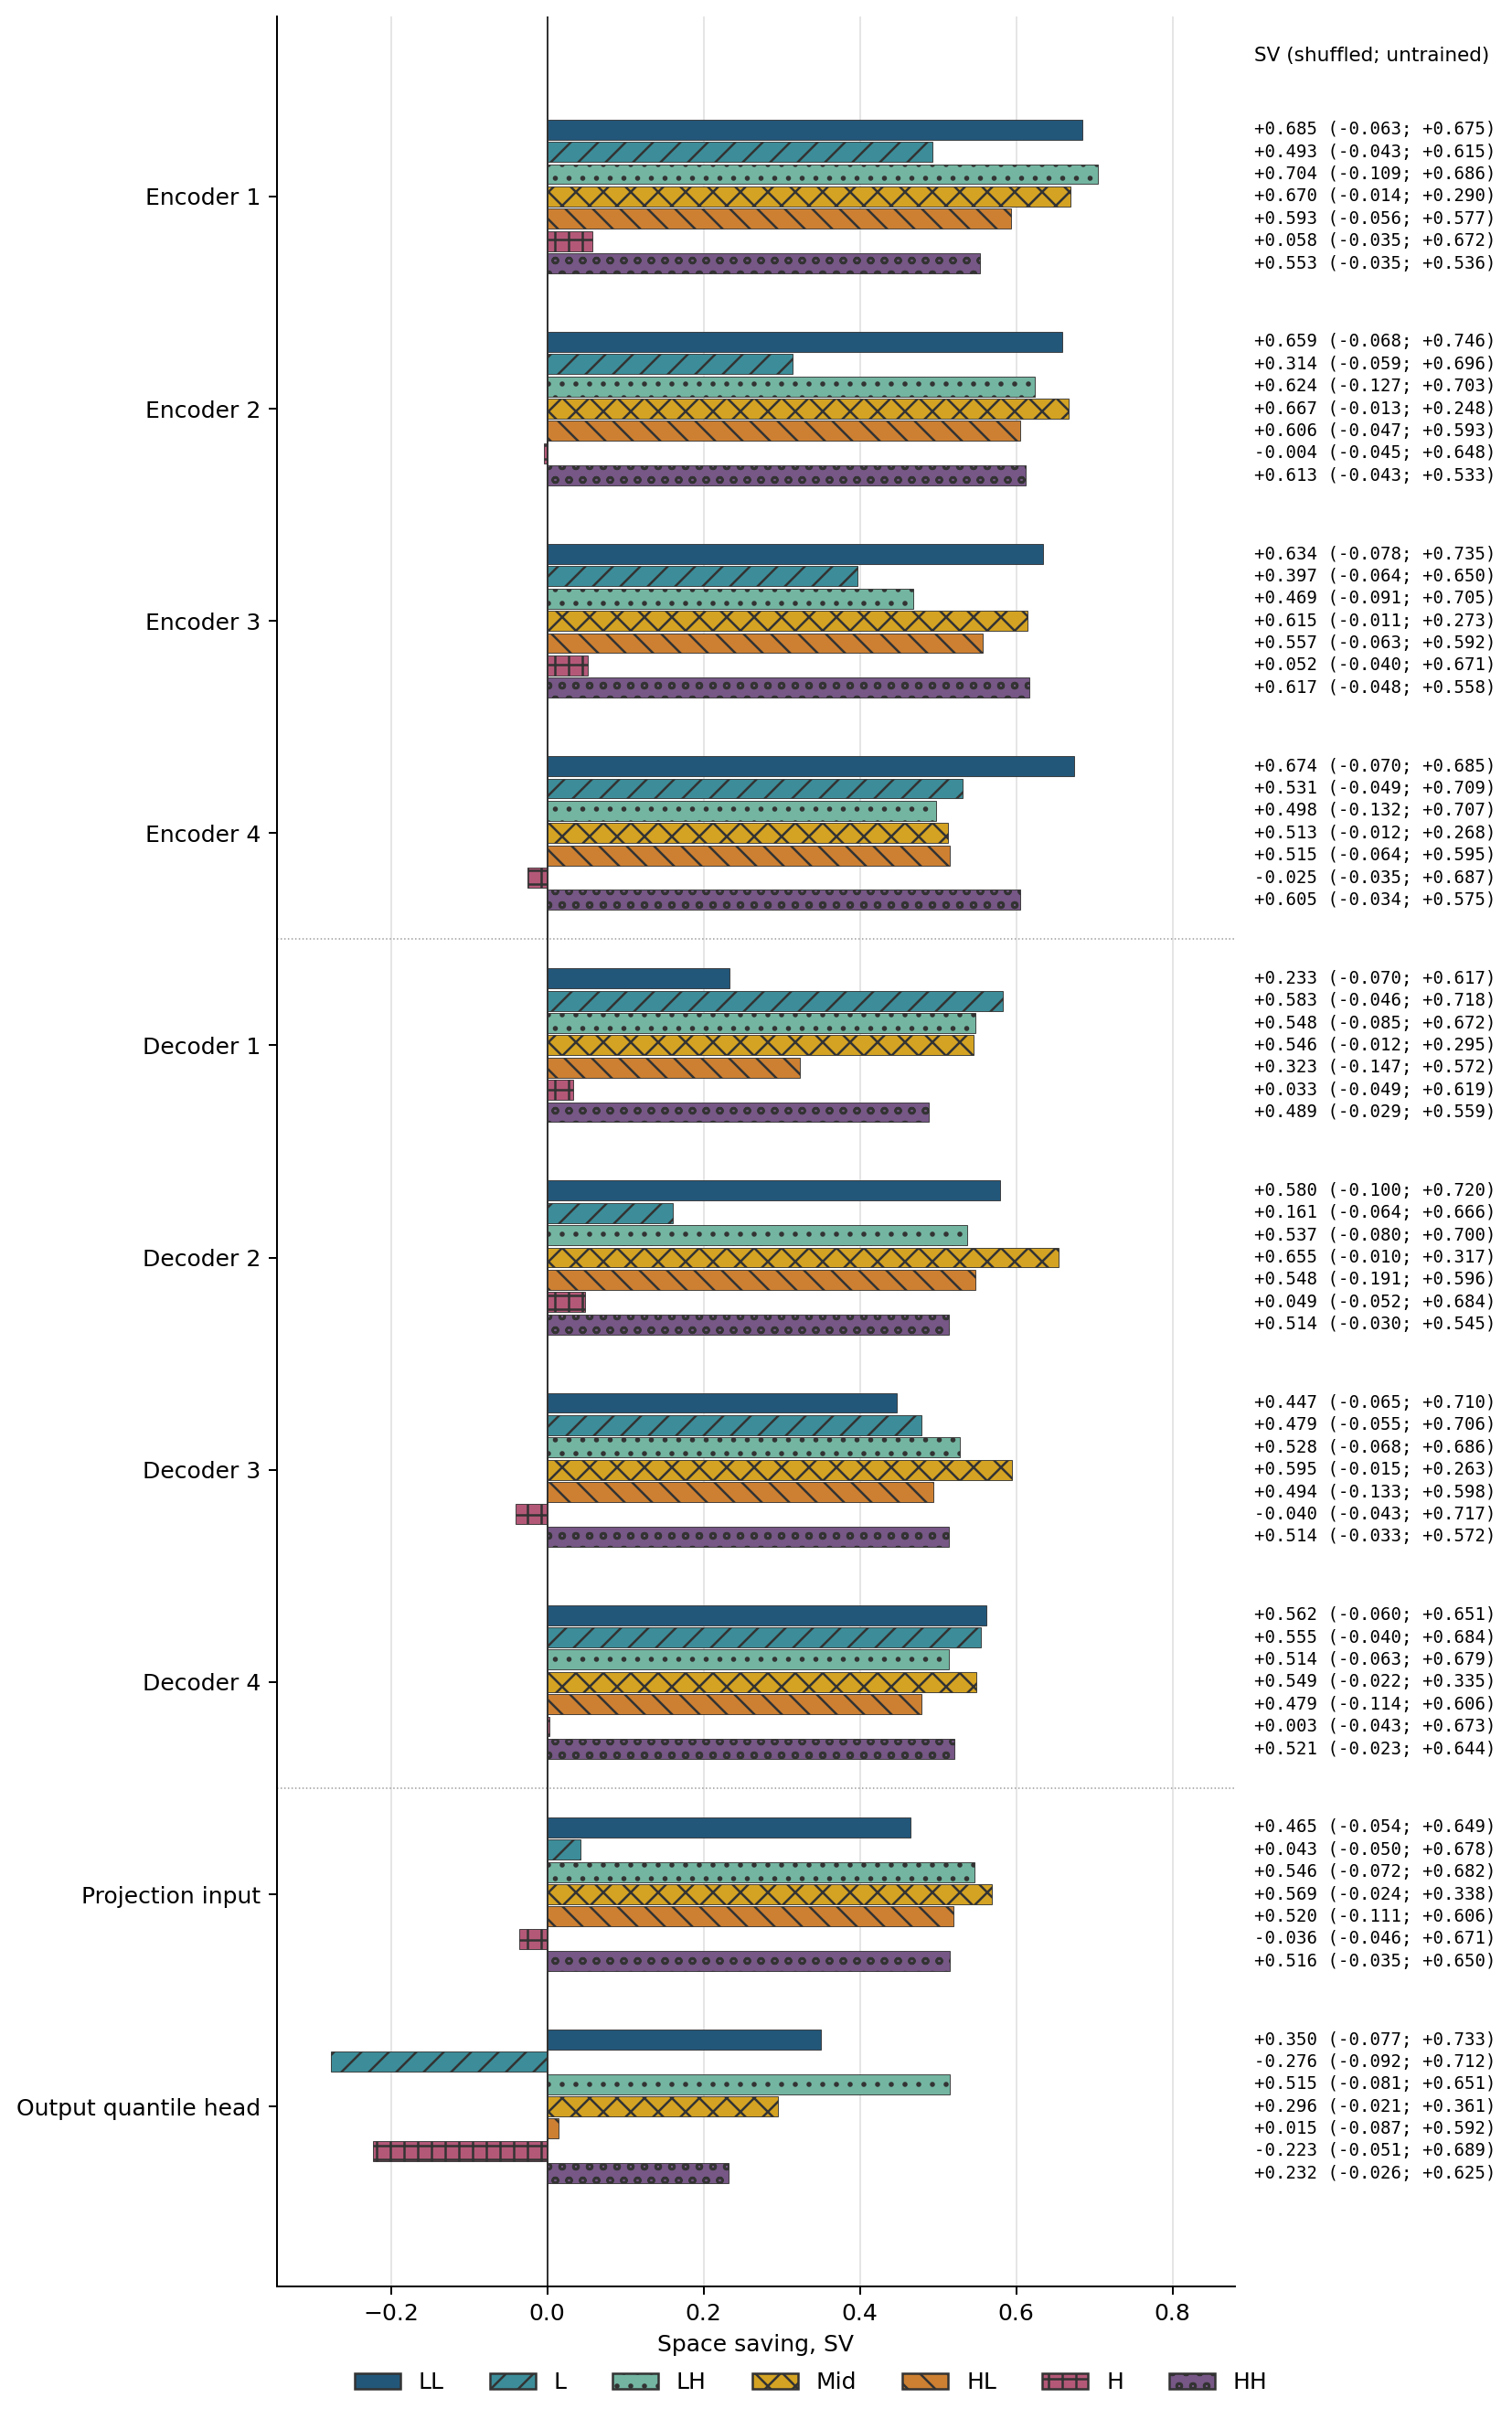 SV (shuffled; untrained)
Encoder 1
+0.685 (-0.063; +0.675)
+0.493 (-0.043; +0.615)
+0.704 (-0.109; +0.686)
+0.670 (-0.014; +0.290)
+0.593 (-0.056; +0.577)
+0.058 (-0.035; +0.672)
+0.553 (-0.035; +0.536)
Encoder 2
+0.659 (-0.068; +0.746)
+0.314 (-0.059; +0.696)
+0.624 (-0.127; +0.703)
+0.667 (-0.013; +0.248)
+0.606 (-0.047; +0.593)
-0.004 (-0.045; +0.648)
+0.613 (-0.043; +0.533)
Encoder 3
+0.634 (-0.078; +0.735)
+0.397 (-0.064; +0.650)
+0.469 (-0.091; +0.705)
+0.615 (-0.011; +0.273)
+0.557 (-0.063; +0.592)
+0.052 (-0.040; +0.671)
+0.617 (-0.048; +0.558)
Encoder 4
+0.674 (-0.070; +0.685)
+0.531 (-0.049; +0.709)
+0.498 (-0.132; +0.707)
+0.513 (-0.012; +0.268)
+0.515 (-0.064; +0.595)
-0.025 (-0.035; +0.687)
+0.605 (-0.034; +0.575)
Decoder 1
+0.233 (-0.070; +0.617)
+0.583 (-0.046; +0.718)
+0.548 (-0.085; +0.672)
+0.546 (-0.012; +0.295)
+0.323 (-0.147; +0.572)
+0.033 (-0.049; +0.619)
+0.489 (-0.029; +0.559)
Decoder 2
+0.580 (-0.100; +0.720)
+0.161 (-0.064; +0.666)
+0.537 (-0.080; +0.700)
+0.655 (-0.010; +0.317)
+0.548 (-0.191; +0.596)
+0.049 (-0.052; +0.684)
+0.514 (-0.030; +0.545)
Decoder 3
+0.447 (-0.065; +0.710)
+0.479 (-0.055; +0.706)
+0.528 (-0.068; +0.686)
+0.595 (-0.015; +0.263)
+0.494 (-0.133; +0.598)
-0.040 (-0.043; +0.717)
+0.514 (-0.033; +0.572)
Decoder 4
+0.562 (-0.060; +0.651)
+0.555 (-0.040; +0.684)
+0.514 (-0.063; +0.679)
+0.549 (-0.022; +0.335)
+0.479 (-0.114; +0.606)
+0.003 (-0.043; +0.673)
+0.521 (-0.023; +0.644)
Projection input
+0.465 (-0.054; +0.649)
+0.043 (-0.050; +0.678)
+0.546 (-0.072; +0.682)
+0.569 (-0.024; +0.338)
+0.520 (-0.111; +0.606)
-0.036 (-0.046; +0.671)
+0.516 (-0.035; +0.650)
Output quantile head
+0.350 (-0.077; +0.733)
-0.276 (-0.092; +0.712)
+0.515 (-0.081; +0.651)
+0.296 (-0.021; +0.361)
+0.015 (-0.087; +0.592)
-0.223 (-0.051; +0.689)
+0.232 (-0.026; +0.625)
−0.2 0.0 0.2 0.4 0.6 0.8
Space saving, SV
LL L LH Mid HL H HH